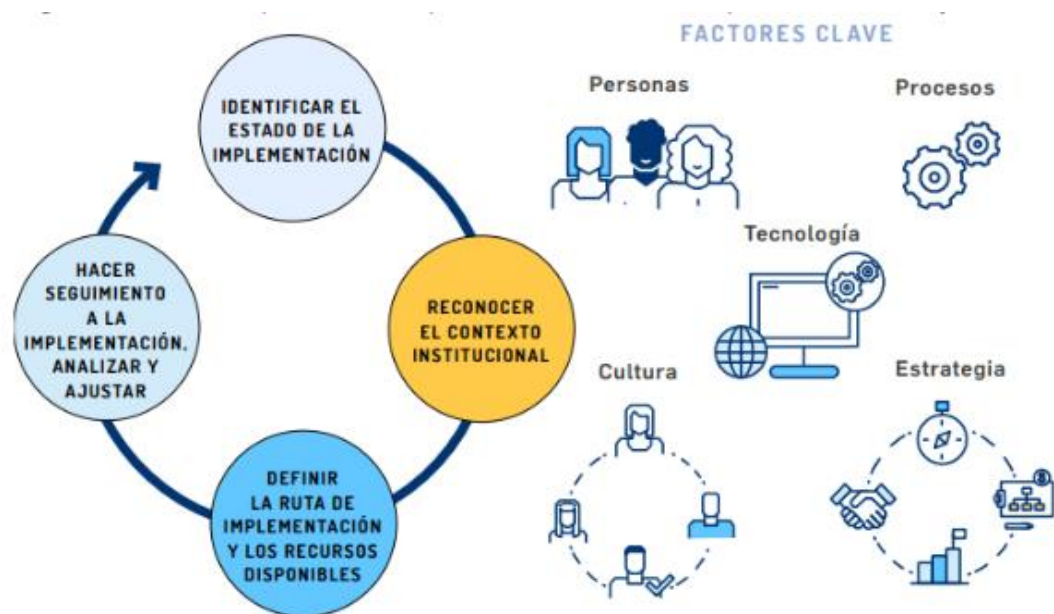 IDENTIFICAR EL
ESTADO DE LA
IMPLEMENTACIÓN
RECONOCER
EL CONTEXTO
INSTITUCIONAL
DEFINIR
LA RUTA DE
IMPLEMENTACIÓN
Y LOS RECURSOS
DISPONIBLES
HACER
SEGUIMIENTO
A LA
IMPLEMENTACIÓN,
ANALIZAR Y
AJUSTAR
FACTORES CLAVE
Personas
Procesos
Tecnología
Cultura
Estrategia